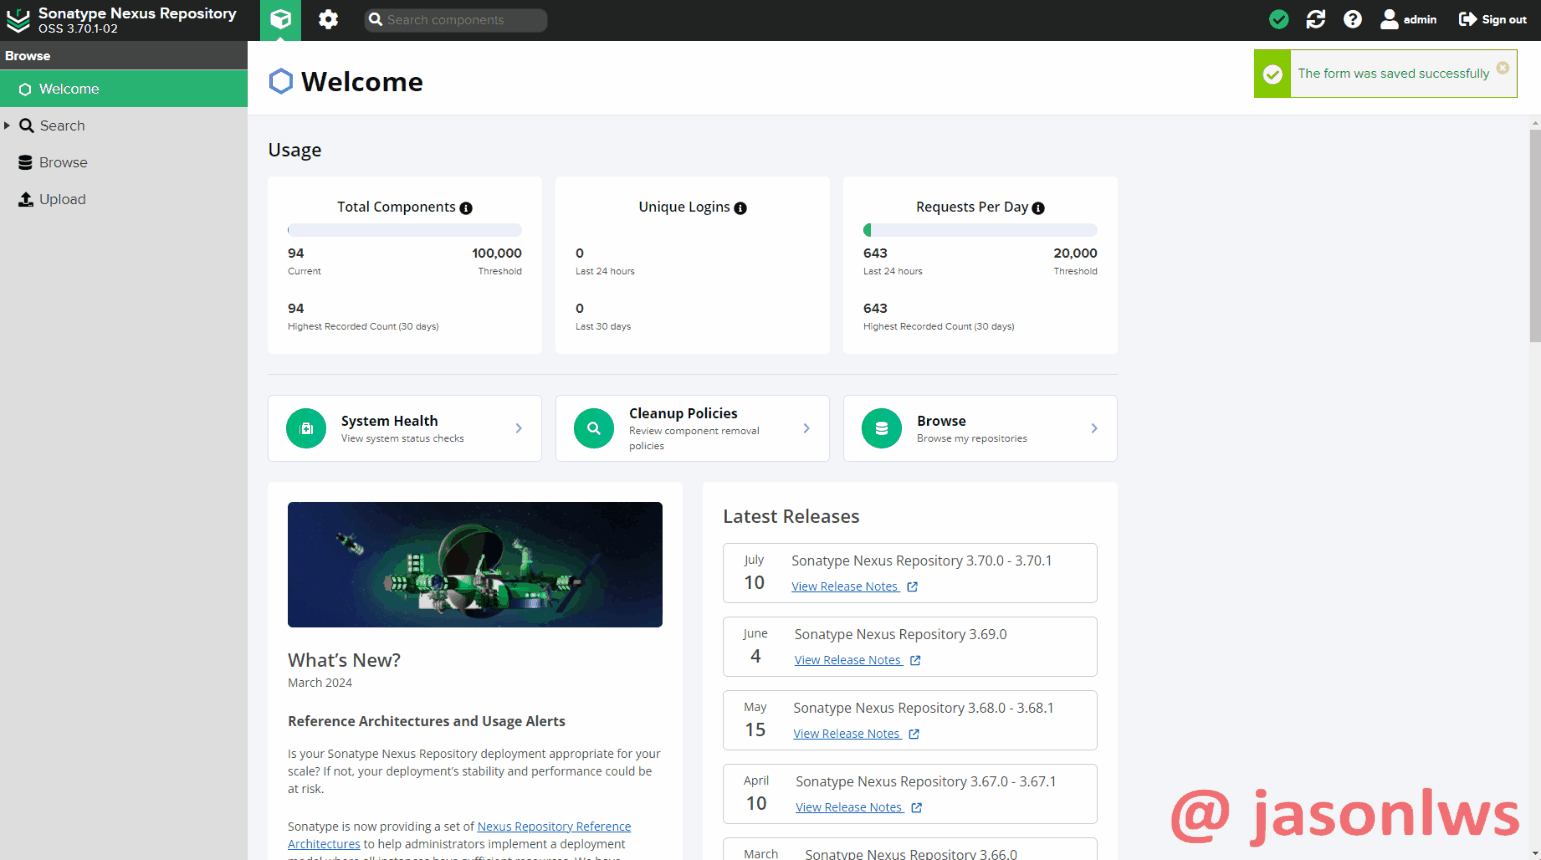 Sonatype Nexus Repository
OSS 3.70.1-02
Search components
admin
Sign out
Browse
Welcome
Search
Browse
Upload
Welcome
The form was saved successfully
Usage
Total Components
94
100,000
Current
Threshold
94
Highest Recorded Count (30 days)
Unique Logins
0
Last 24 hours
0
Last 30 days
Requests Per Day
643
20,000
Last 24 hours
Threshold
643
Highest Recorded Count (30 days)
System Health
View system status checks
Cleanup Policies
Review component removal
policies
Browse
Browse my repositories
What's New?
March 2024
Reference Architectures and Usage Alerts
Is your Sonatype Nexus Repository deployment appropriate for your
scale? If not, your deployment's stability and performance could be
at risk.
Sonatype is now providing a set of Nexus Repository Reference
Architectures to help administrators implement a deployment
model where all instances have sufficient resources. We have
Latest Releases
July
10
Sonatype Nexus Repository 3.70.0 - 3.70.1
View Release Notes
June
4
Sonatype Nexus Repository 3.69.0
View Release Notes
May
15
Sonatype Nexus Repository 3.68.0 - 3.68.1
View Release Notes
April
10
Sonatype Nexus Repository 3.67.0 - 3.67.1
View Release Notes
March
Sonatype Nexus Repository 3.66.0
@ jasonlws